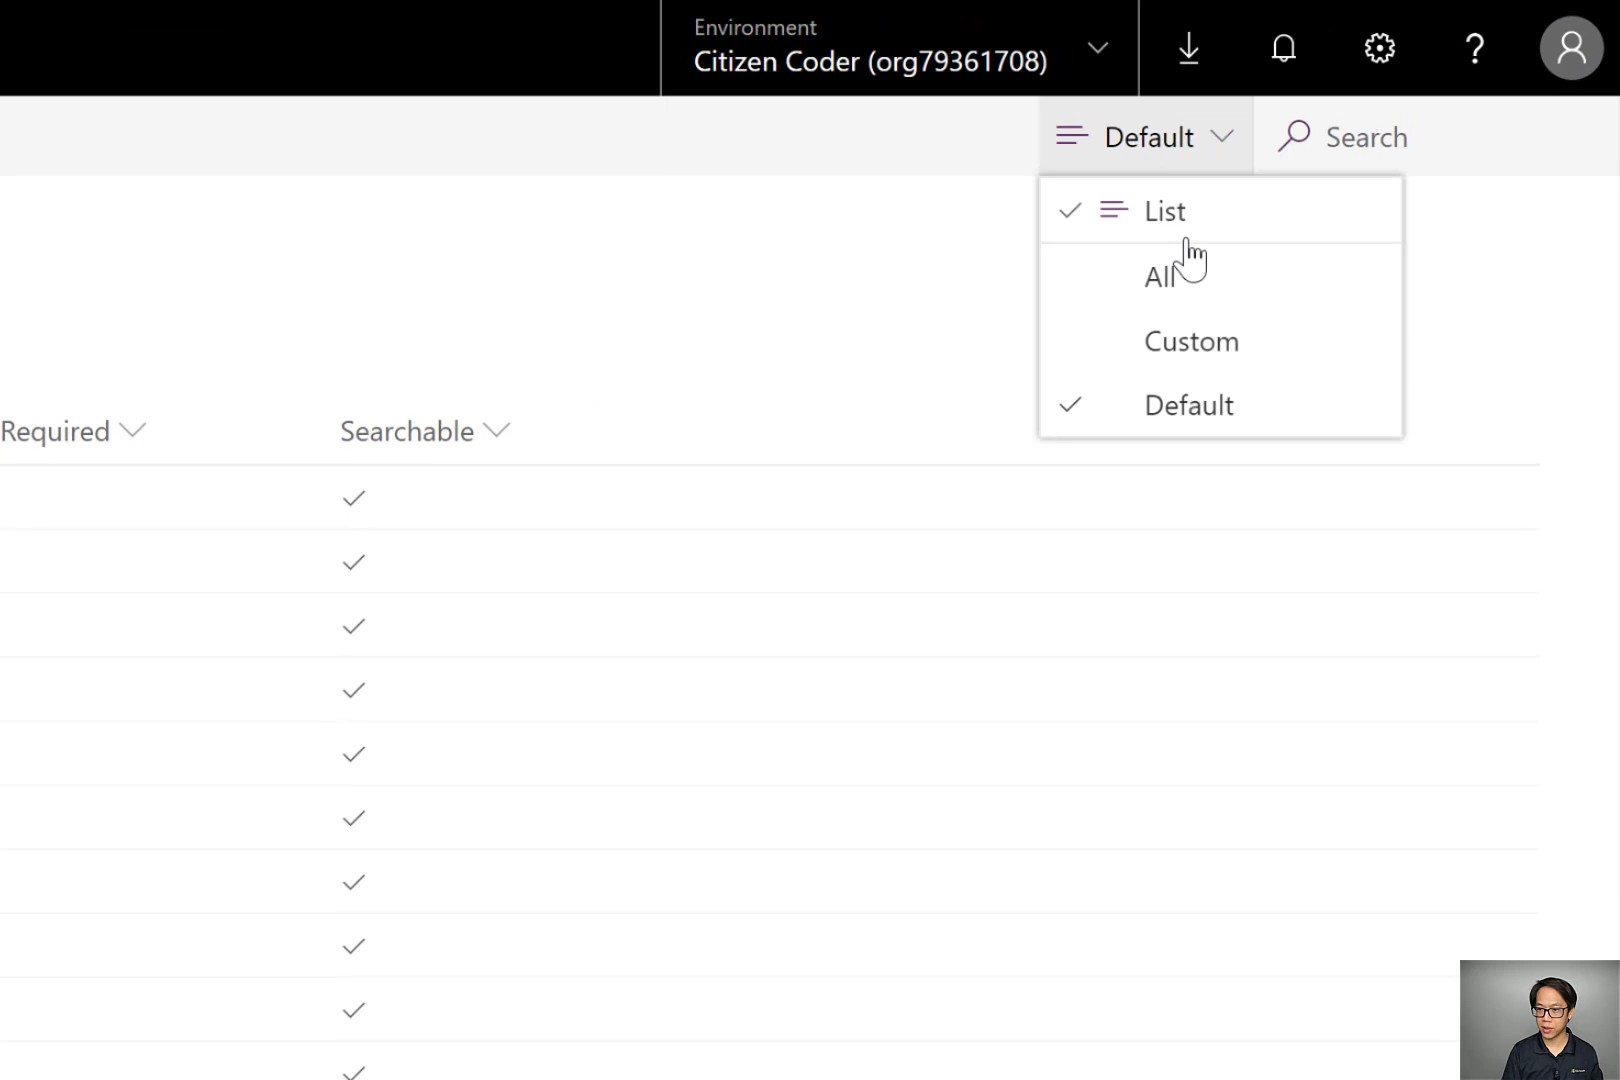 Environment
Citizen Coder (org79361708)
?
Default
Search
List
All
Custom
Default
Required
Searchable